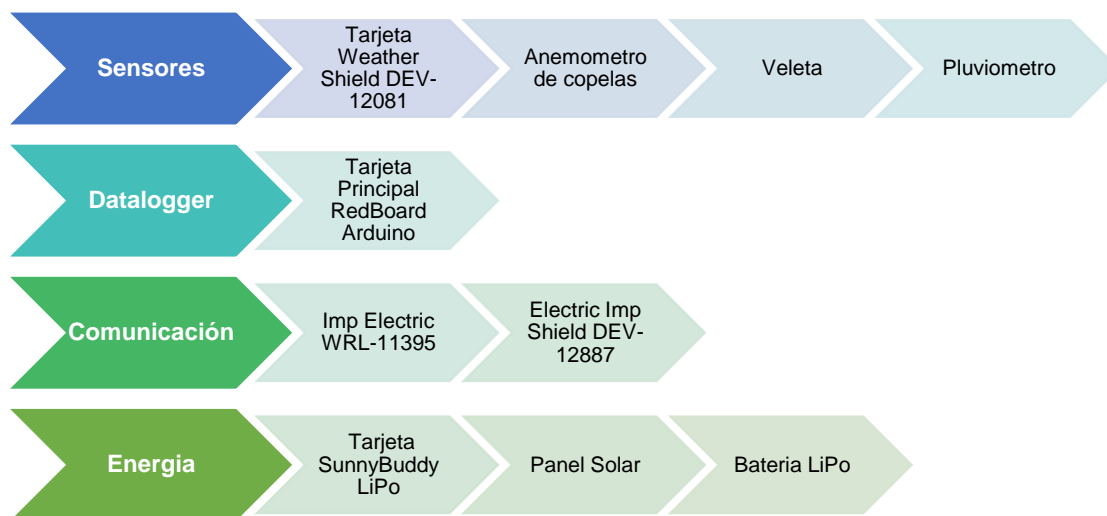 Sensores
Tarjeta
Weather
Shield DEV-
12081
Anemometro
de copelas
Veleta
Pluviometro
Datalogger
Tarjeta
Principal
RedBoard
Arduino
Comunicación
Imp Electric
WRL-11395
Electric Imp
Shield DEV-
12887
Energia
Tarjeta
SunnyBuddy
LiPo
Panel Solar
Bateria LiPo